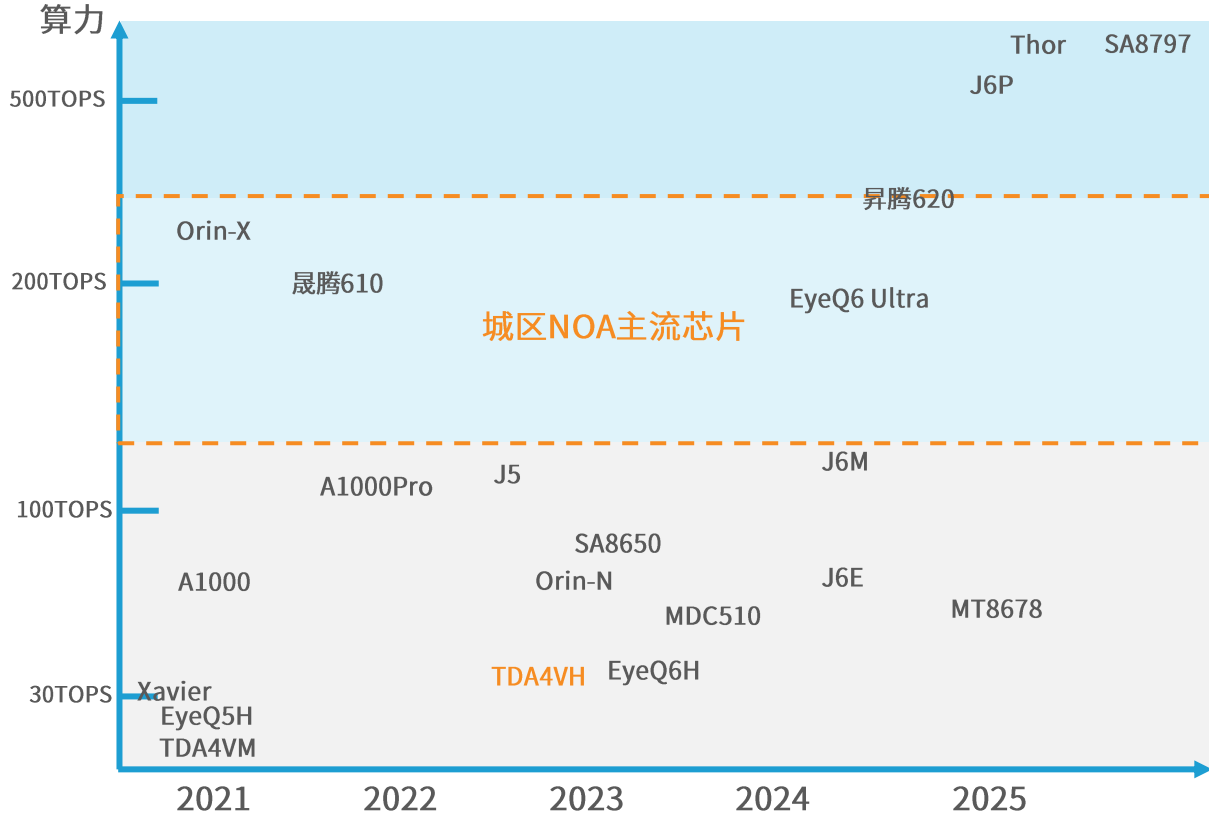 算力
Thor
SA8797
J6P
500TOPS
昇腾620
Orin-X
200TOPS
晟腾610
EyeQ6 Ultra
城区NOA主流芯片
J6M
J5
A1000Pro
100TOPS
SA8650
Orin-N
J6E
A1000
MT8678
MDC510
TDA4VH
EyeQ6H
30TOPS
Xavier
EyeQ5H
TDA4VM
2021
2022
2023
2024
2025